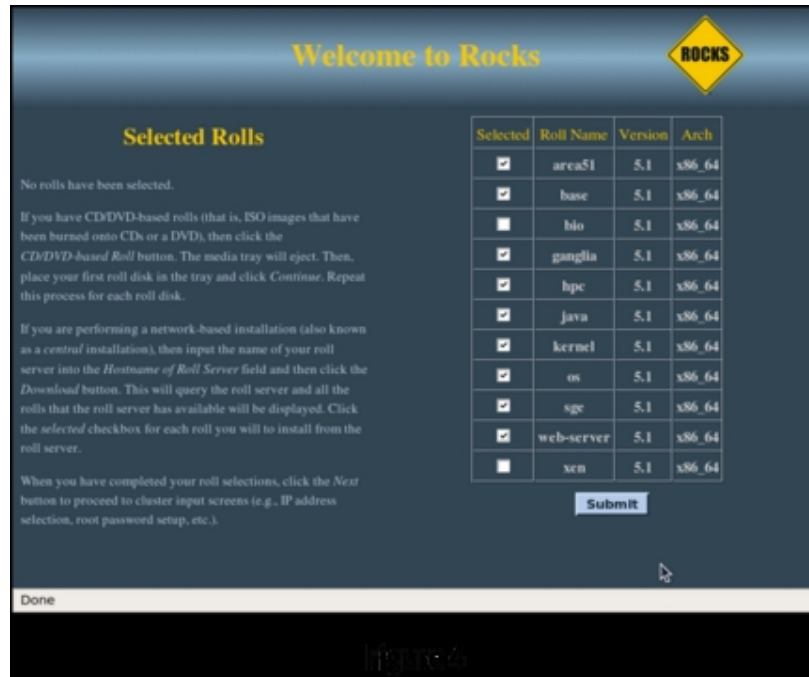 Welcome to Rocks
ROCKS
Selected Rolls
No rolls have been selected.
If you have CD/DVD-based rolls (that is, ISO images that have
been burned onto CDs or a DVD), then click the
CD/DVD-based Roll button. The media tray will eject. Then,
place your first roll disk in the tray and click Continue. Repeat
this process for each roll disk.
If you are performing a network-based installation (also known
as a central installation), then input the name of your roll
server into the Hostname of Roll Server field and then click the
Download button. This will query the roll server and all the
rolls that the roll server has available will be displayed. Click
the selected checkbox for each roll you will to install from the
roll server.
When you have completed your roll selections, click the Next
button to proceed to cluster input screens (e.g., IP address
selection, root password setup, etc.).
Selected Roll Name Version Arch
area51 5.1 x86_64
base 5.1 x86_64
bio 5.1 x86_64
ganglia 5.1 x86_64
hpc 5.1 x86_64
java 5.1 x86_64
kernel 5.1 x86_64
os 5.1 x86_64
sge 5.1 x86_64
web-server 5.1 x86_64
xen 5.1 x86_64
Submit
Done